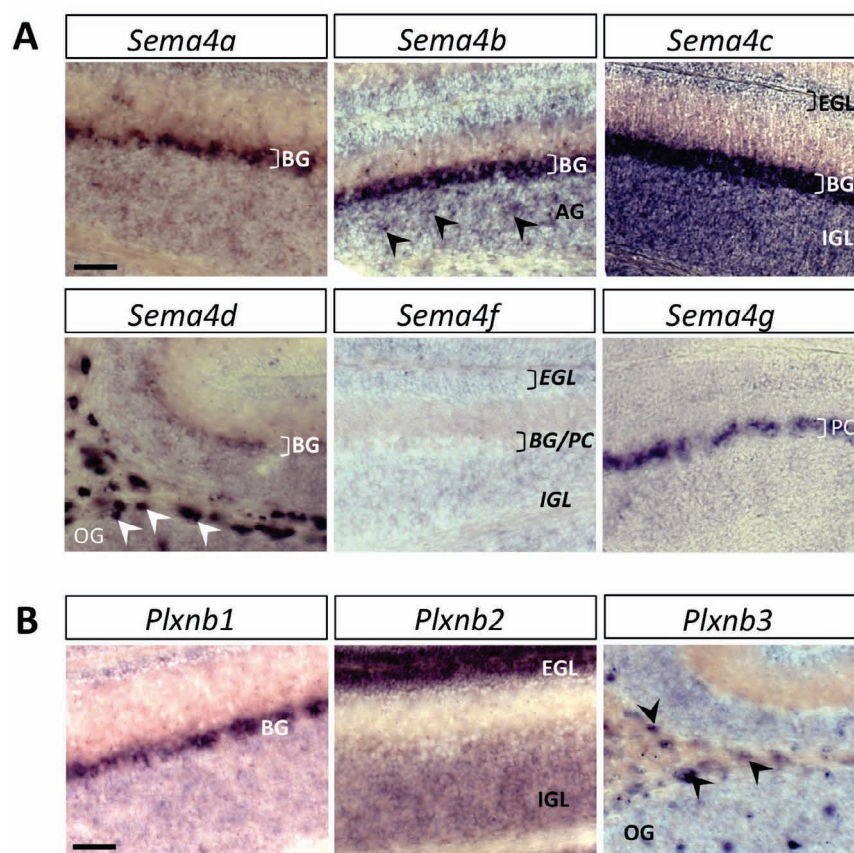 A
Sema4a
Sema4b
Sema4c
BG
BG
AG
EGL
BG
IGL
Sema4d
Sema4f
Sema4g
BG
OG
EGL
BG/PC
IGL
PC
B
Plxnb1
Plxnb2
Plxnb3
BG
EGL
IGL
OG